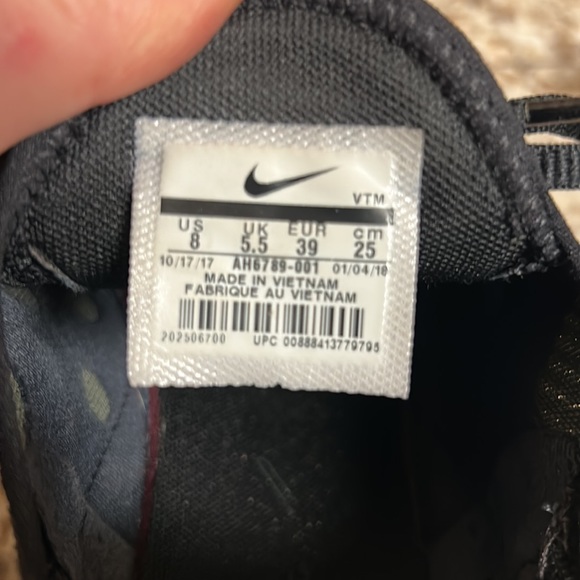 VTM
US UK EUR cm
8 5.5 39 25
10/17/17 AH6789-001 01/04/18
MADE IN VIETNAM
FABRIQUE AU VIETNAM
202506700 UPC 00888413779795